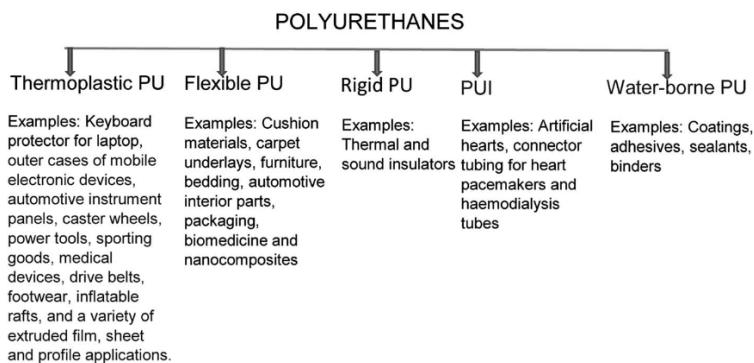 POLYURETHANES
Thermoplastic PU
Examples: Keyboard
protector for laptop,
outer cases of mobile
electronic devices,
automotive instrument
panels, caster wheels,
power tools, sporting
goods, medical
devices, drive belts,
footwear, inflatable
rafts, and a variety of
extruded film, sheet
and profile applications.
Flexible PU
Examples: Cushion
materials, carpet
underlays, furniture,
bedding, automotive
interior parts,
packaging,
biomedicine and
nanocomposites
Rigid PU
Examples:
Thermal and
sound insulators
PUI
Examples: Artificial
hearts, connector
tubing for heart
pacemakers and
haemodialysis
tubes
Water-borne PU
Examples: Coatings,
adhesives, sealants,
binders